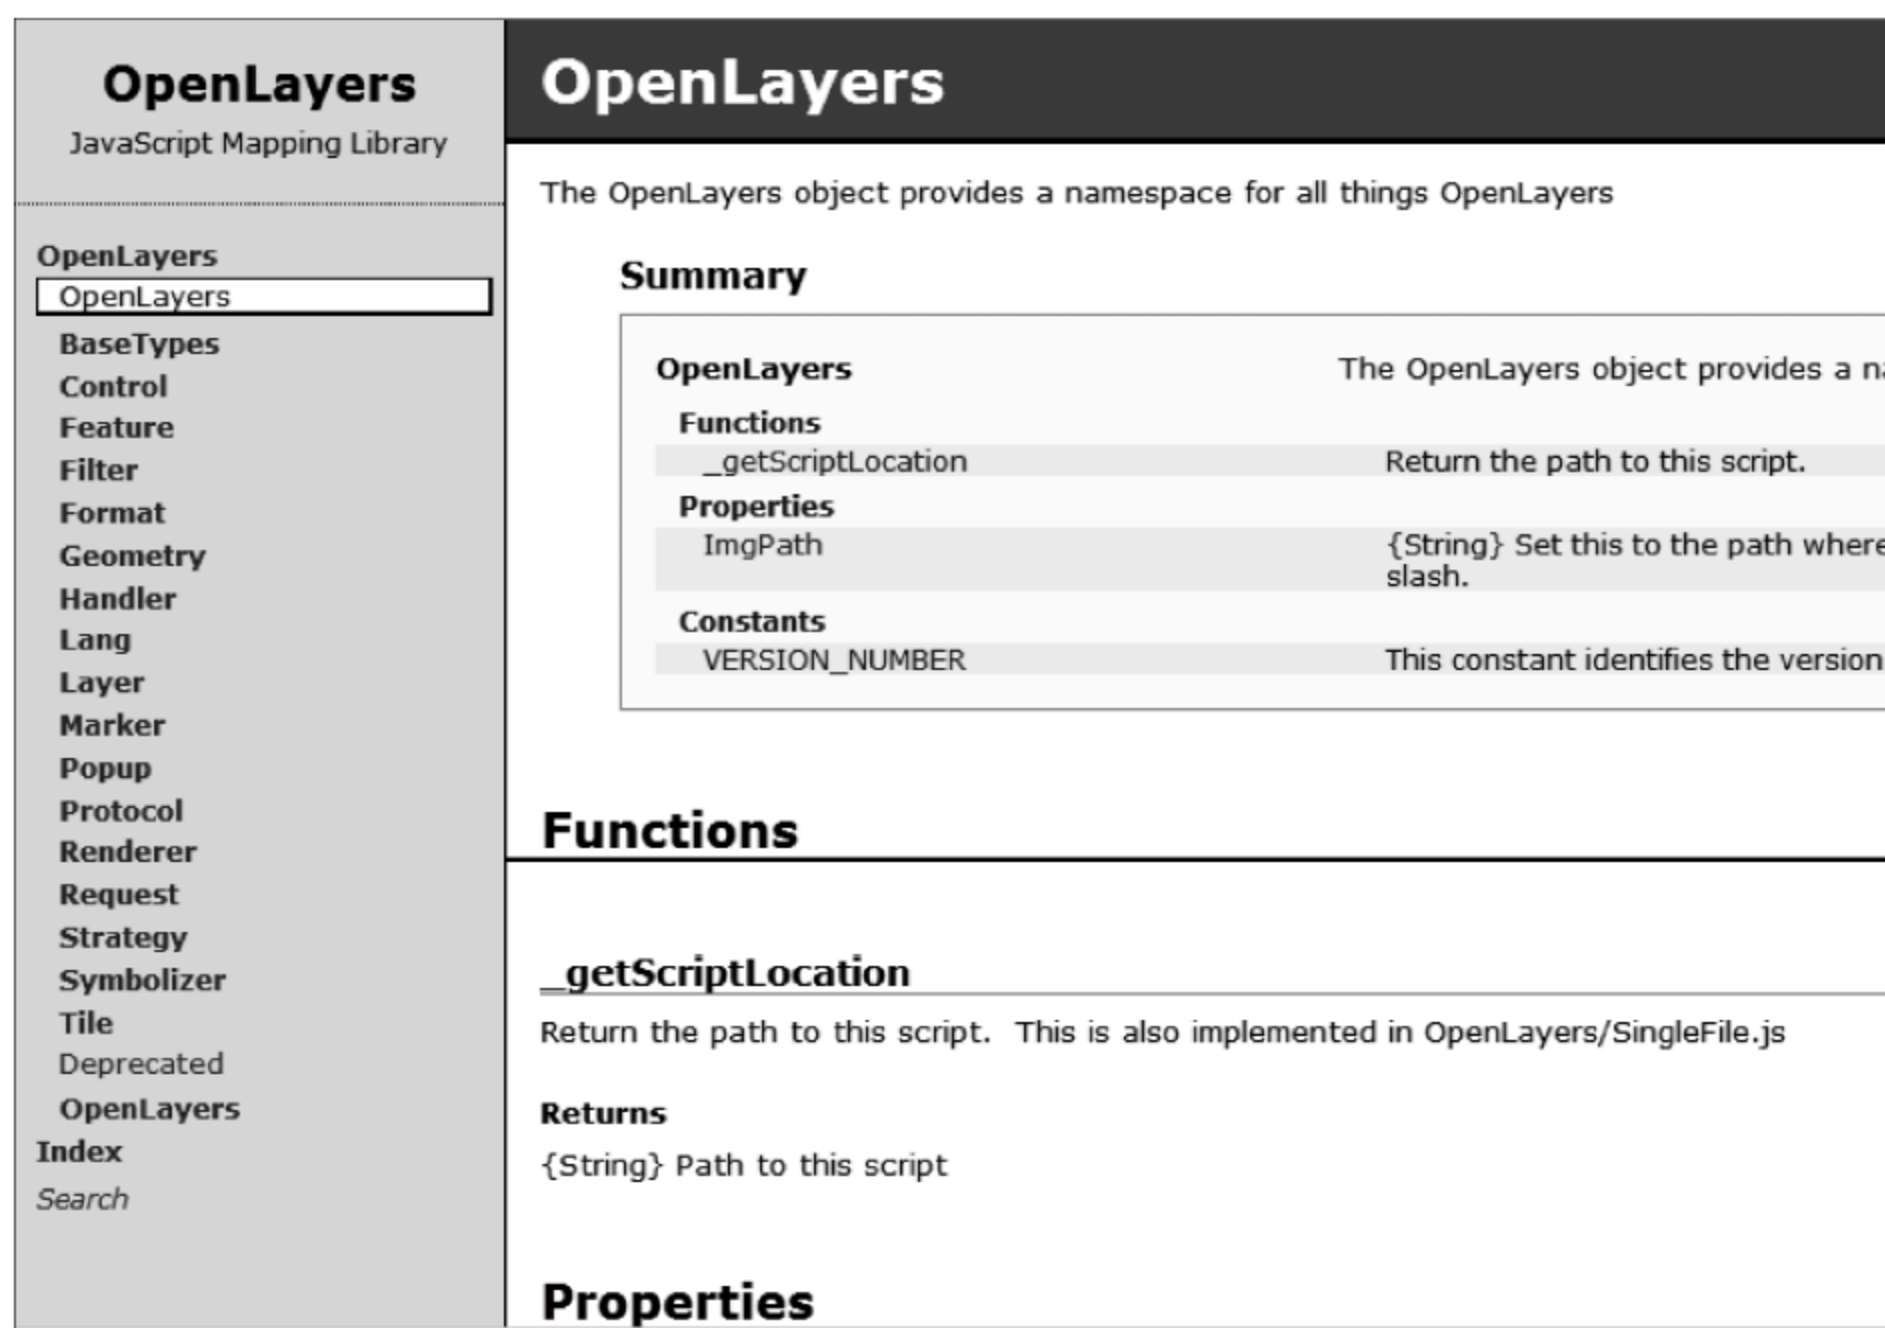 OpenLayers
JavaScript Mapping Library
OpenLayers
OpenLayers
BaseTypes
Control
Feature
Filter
Format
Geometry
Handler
Lang
Layer
Marker
Popup
Protocol
Renderer
Request
Strategy
Symbolizer
Tile
Deprecated
OpenLayers
Index
Search
OpenLayers
The OpenLayers object provides a namespace for all things OpenLayers
Summary
OpenLayers The OpenLayers object provides a
Functions
_getScriptLocation Return the path to this script.
Properties
ImgPath {String} Set this to the path where
slash.
Constants
VERSION_NUMBER This constant identifies the version
Functions
_getScriptLocation
Return the path to this script. This is also implemented in OpenLayers/SingleFile.js
Returns
{String} Path to this script
Properties